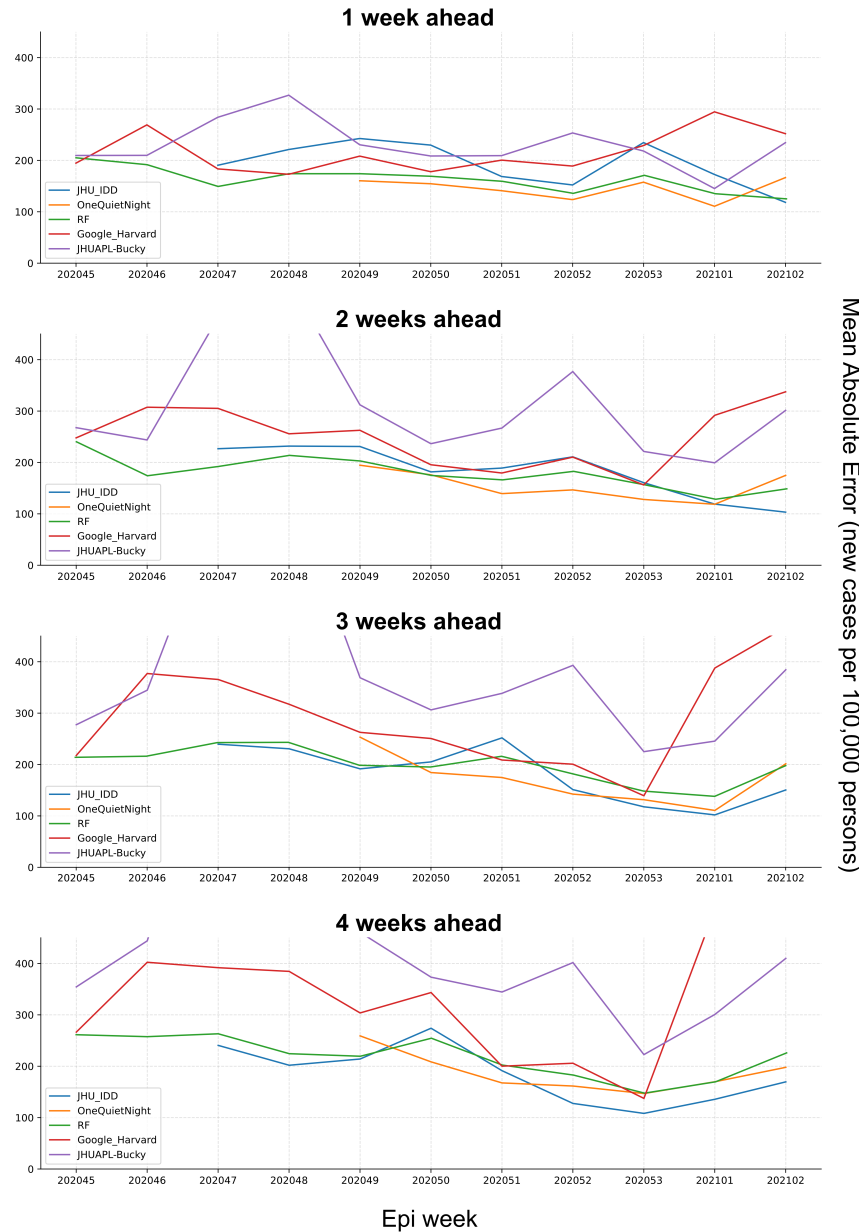 1 week ahead
400
300
200
100
0
JHU_IDD
OneQuietNight
RF
Google_Harvard
JHUAPL-Bucky
202045 202046 202047 202048 202049 202050 202051 202052 202053 202101 202102
2 weeks ahead
400
300
200
100
0
JHU_IDD
OneQuietNight
RF
Google_Harvard
JHUAPL-Bucky
202045 202046 202047 202048 202049 202050 202051 202052 202053 202101 202102
3 weeks ahead
400
300
200
100
0
JHU_IDD
OneQuietNight
RF
Google_Harvard
JHUAPL-Bucky
202045 202046 202047 202048 202049 202050 202051 202052 202053 202101 202102
4 weeks ahead
400
300
200
100
0
JHU_IDD
OneQuietNight
RF
Google_Harvard
JHUAPL-Bucky
202045 202046 202047 202048 202049 202050 202051 202052 202053 202101 202102
Epi week
Mean Absolute Error (new cases per 100,000 persons)